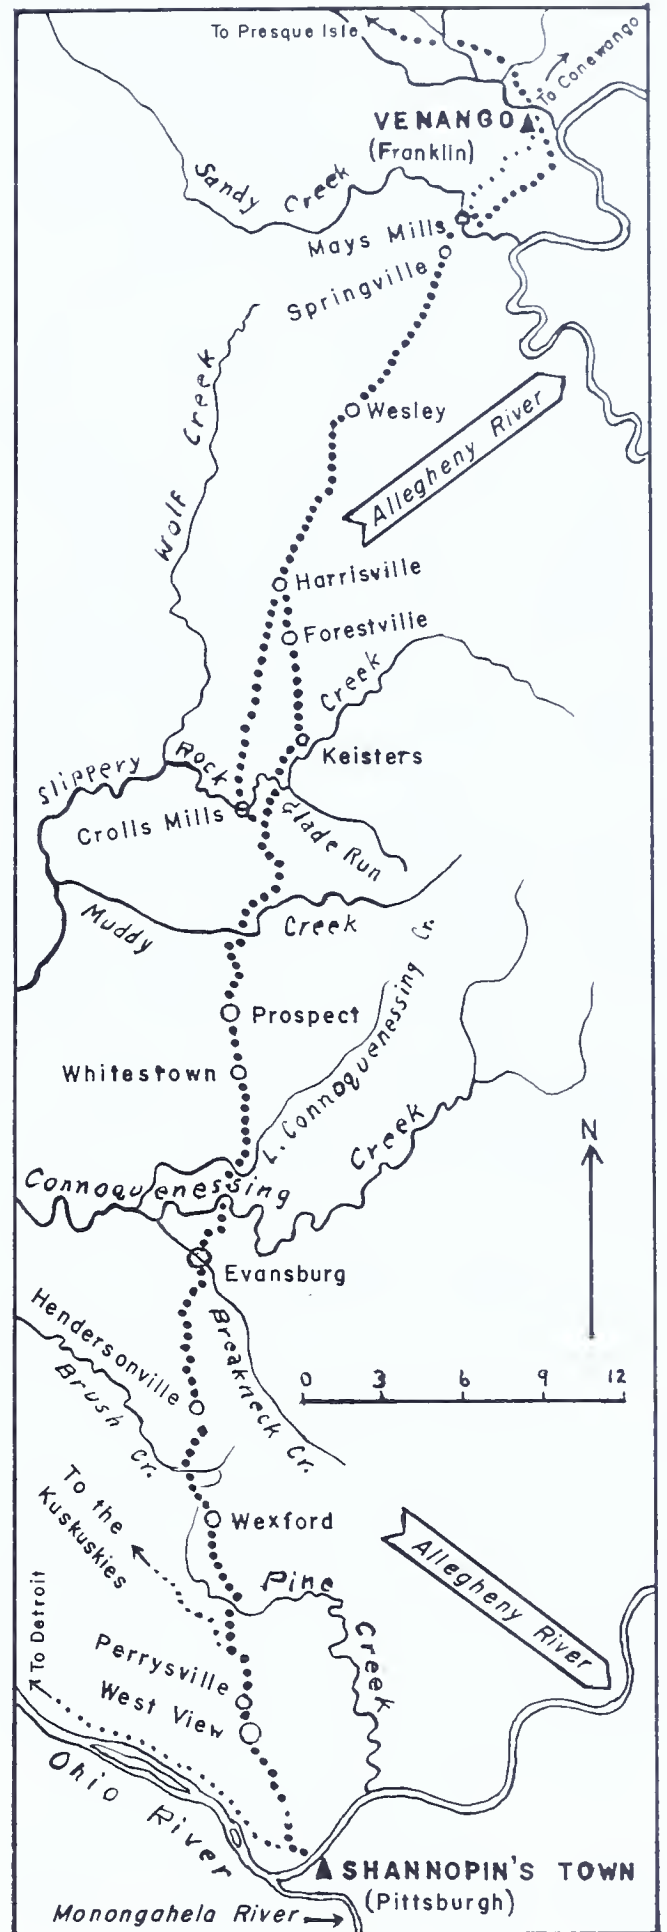 To Presque Isle
To Conewango
VENANGO
(Franklin)
Sandy Creek
Mays Mills
Springville
Wolf Creek
Wesley
Allegheny River
Harrisville
Forestville
Creek
Keisters
Slippery Rock
Crolls Mills
Glade Run
Muddy Creek
Prospect
L. Connoquenessing Cr.
Whitestown
Creek
N
Connoquenessing
Evansburg
Hendersonville
Breakneck Cr.
0 3 6 9 12
Brush Cr.
Wexford
To the
Kuskuskies
Allegheny River
Pine Creek
To Detroit
Perrysville
West View
Ohio River
SHANNOPIN'S TOWN
(Pittsburgh)
Monongahela River